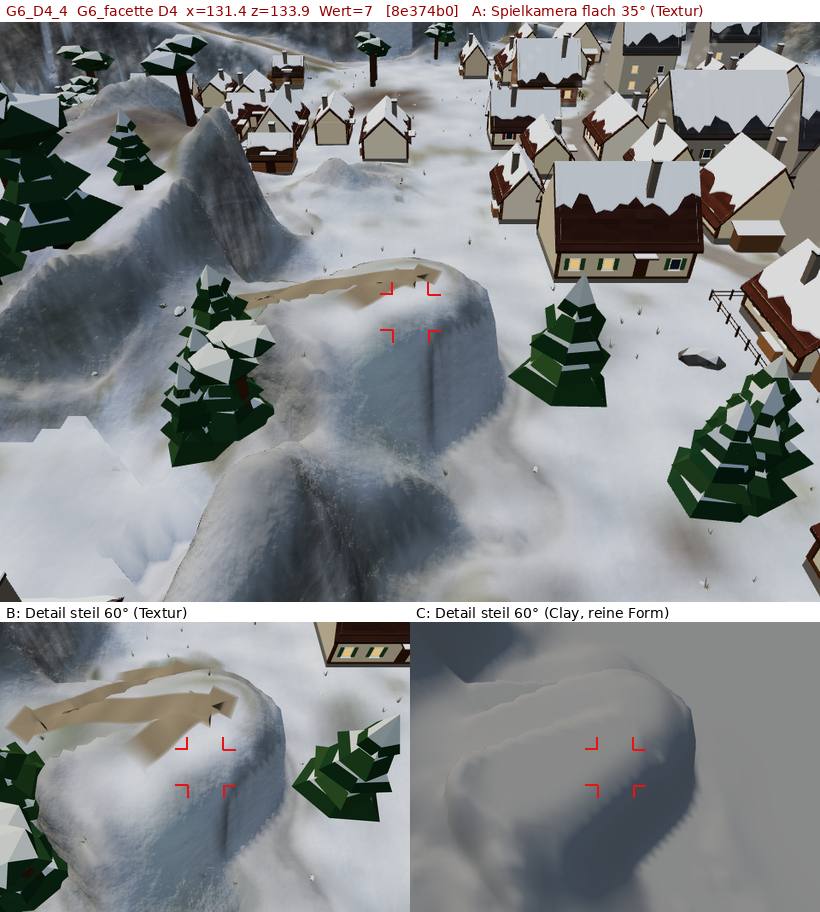 G6_D4_4 G6_facette D4 x=131.4 z=133.9 Wert=7 [8e374b0] A: Spielkamera flach 35° (Textur)
B: Detail steil 60° (Textur)
C: Detail steil 60° (Clay, reine Form)